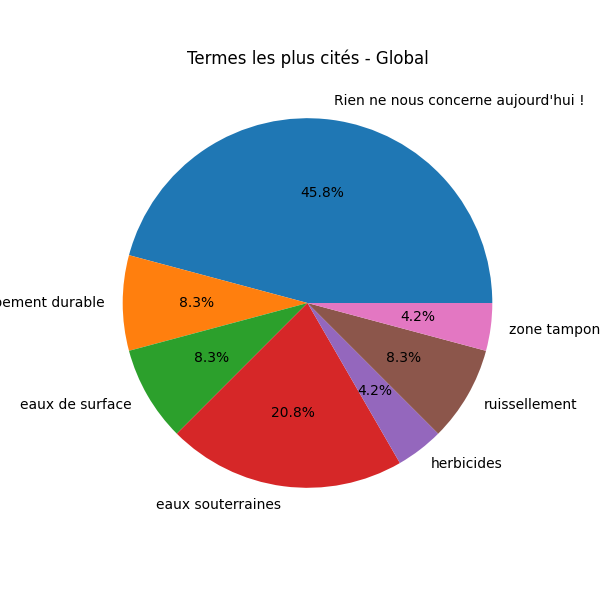 Termes les plus cités - Global
Rien ne nous concerne aujourd'hui !
45.8%
pement durable
8.3%
4.2%
zone tampon
8.3%
8.3%
4.2%
eaux de surface
20.8%
ruissellement
herbicides
eaux souterraines